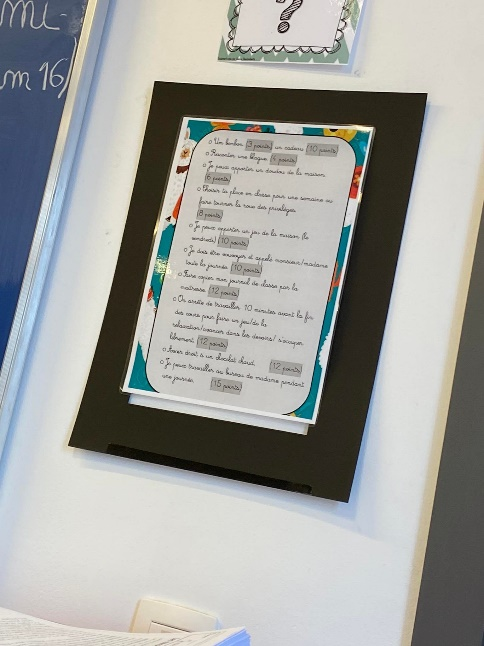 mi-
m 16)
?
o Un bonbon (3 points) un cadeau (10 points)
o Raconter une blague (4 points)
o Je peux apporter un doudou de la maison
(6 points)
o Choisir ta place en classe pour une semaine ou
faire tourner la roue des privilèges.
(8 points)
o Je peux apporter un jeu de la maison (le
vendredi) (10 points)
o Je dois être vouvoyer et appelé monsieur/madame
toute la journée (10 points)
o Faire copier mon journal de classe par la
maîtresse (12 points)
o On arrête de travailler 10 minutes avant la fin
des cours pour faire un jeu/de la
relaxation/avancer dans les devoirs/ s'occuper
librement (12 points)
o Avoir droit à un chocolat chaud (12 points)
o Je peux travailler au bureau de madame pendant
une journée (15 points)